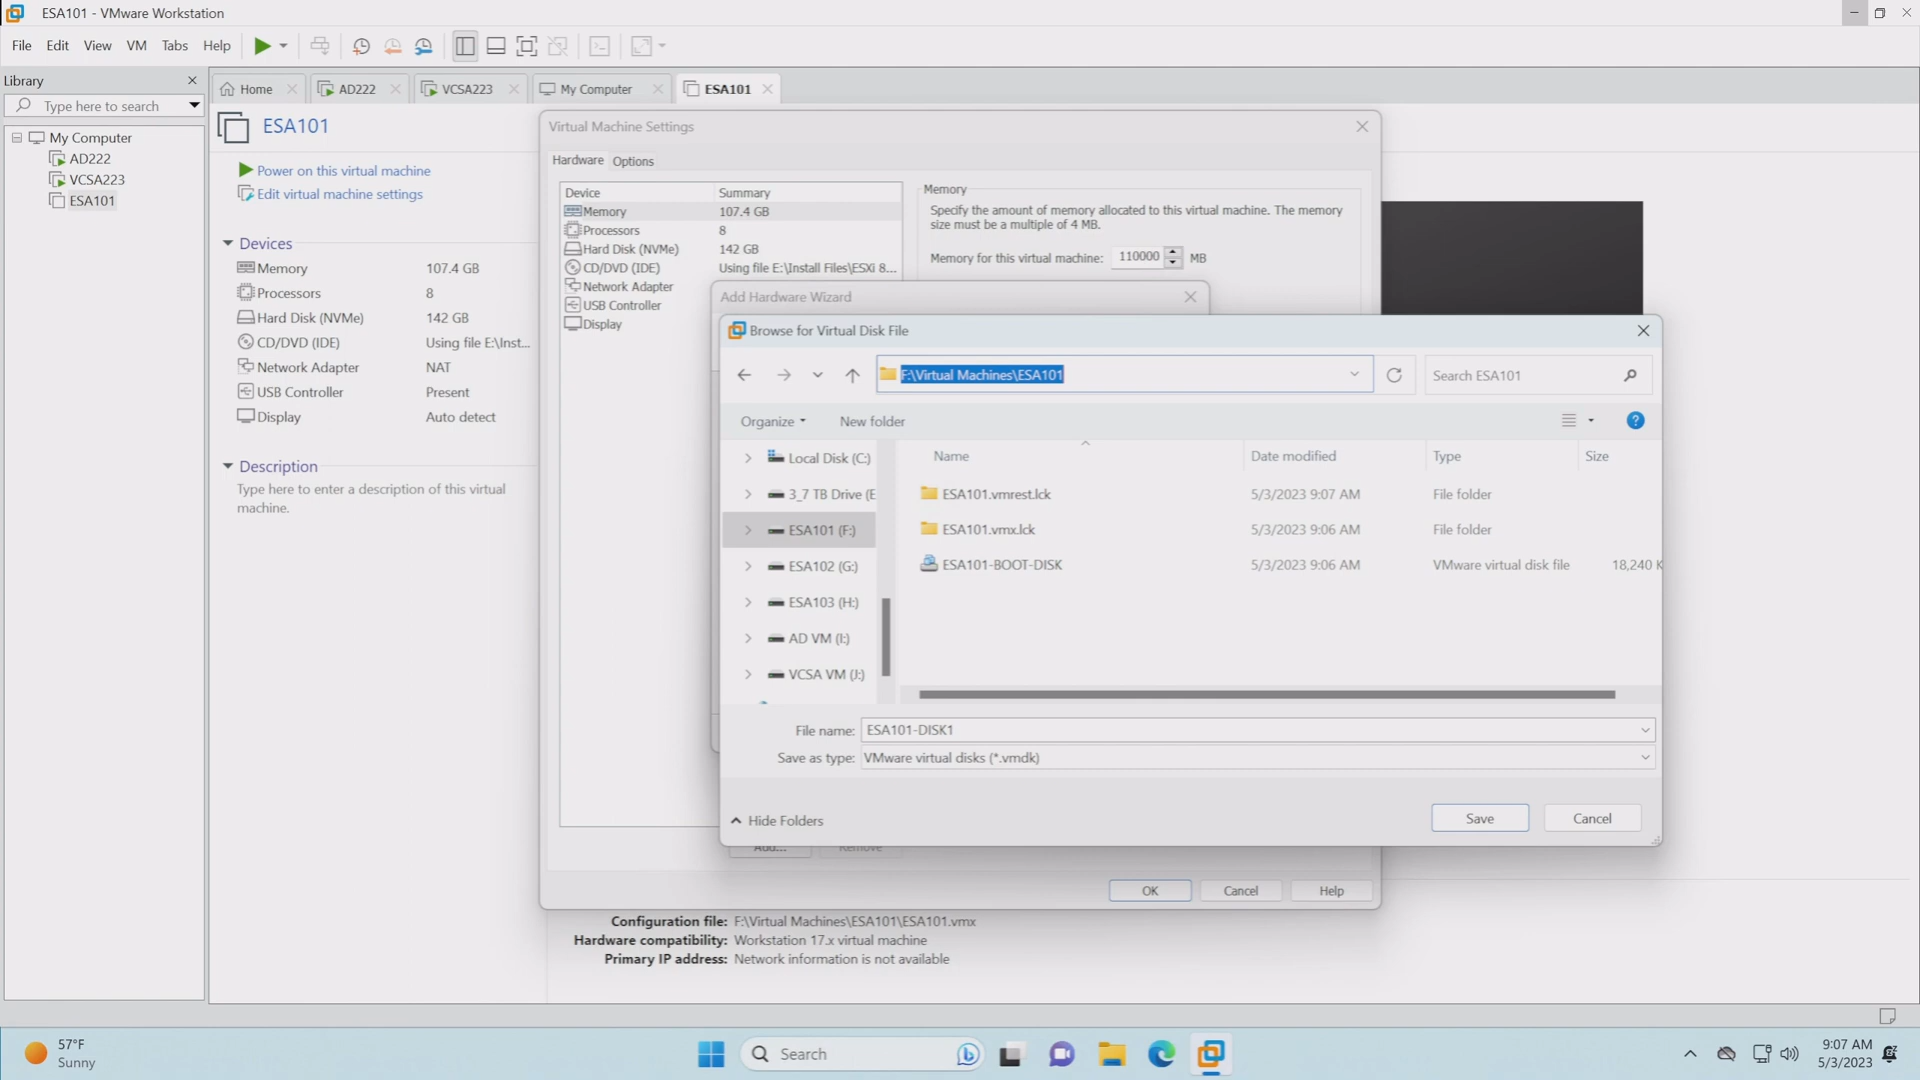 ESA101 - VMware Workstation
File Edit View VM Tabs Help
Library
Type here to search
My Computer
AD222
VCSA223
ESA101
Home AD222 VCSA223 My Computer ESA101
ESA101
Power on this virtual machine
Edit virtual machine settings
Devices
Memory 107.4 GB
Processors 8
Hard Disk (NVMe) 142 GB
CD/DVD (IDE) Using file E:\Inst...
Network Adapter NAT
USB Controller Present
Display Auto detect
Description
Type here to enter a description of this virtual
machine.
Virtual Machine Settings
Hardware Options
Device Summary
Memory 107.4 GB
Processors 8
Hard Disk (NVMe) 142 GB
CD/DVD (IDE) Using file E:\Install Files\ESXi 8...
Network Adapter
USB Controller
Display
Memory
Specify the amount of memory allocated to this virtual machine. The memory
size must be a multiple of 4 MB.
Memory for this virtual machine: 110000 MB
Add Hardware Wizard
Browse for Virtual Disk File
F:\Virtual Machines\ESA101
Search ESA101
Organize New folder
Local Disk (C:)
3_7 TB Drive (E
ESA101 (F:)
ESA102 (G:)
ESA103 (H:)
AD VM (I:)
VCSA VM (J:)
Name Date modified Type Size
ESA101.vmrest.lck 5/3/2023 9:07 AM File folder
ESA101.vmx.lck 5/3/2023 9:06 AM File folder
ESA101-BOOT-DISK 5/3/2023 9:06 AM VMware virtual disk file 18,240 K
File name: ESA101-DISK1
Save as type: VMware virtual disks (*.vmdk)
Hide Folders
Save Cancel
Add... Remove
OK Cancel Help
Configuration file: F:\Virtual Machines\ESA101\ESA101.vmx
Hardware compatibility: Workstation 17.x virtual machine
Primary IP address: Network information is not available
57°F
Sunny
Search
9:07 AM
5/3/2023